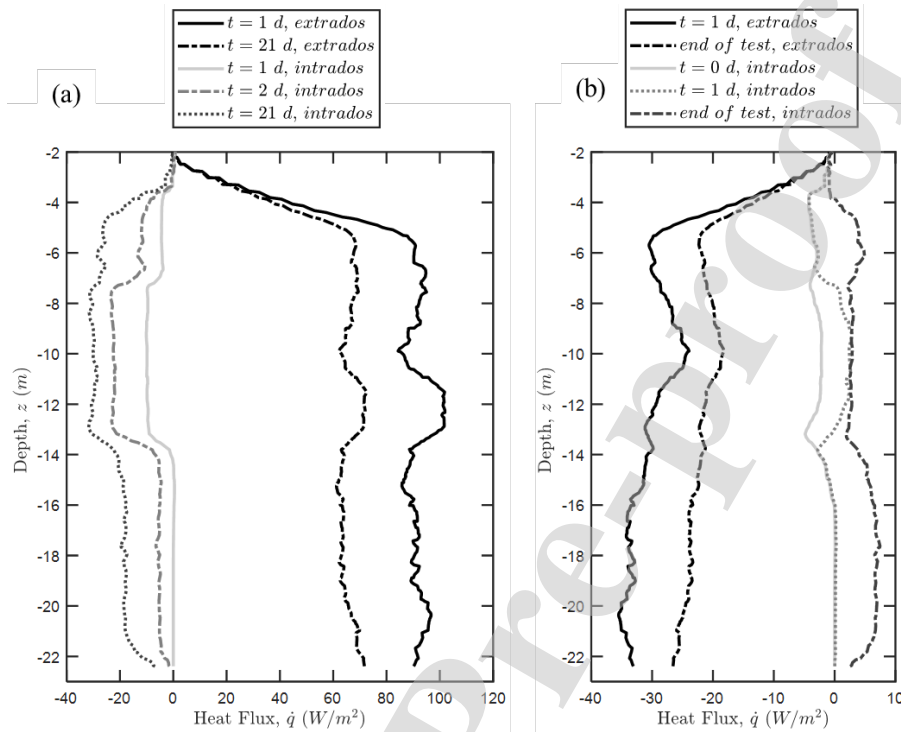 t = 1 d, extrados
t = 21 d, extrados
t = 1 d, intrados
t = 2 d, intrados
t = 21 d, intrados
(a)
-2
-4
-6
-8
-10
-12
-14
-16
-18
-20
-22
Depth, z (m)
-40 -20 0 20 40 60 80 100 120
Heat Flux, q̇ (W/m²)
t = 1 d, extrados
end of test, extrados
t = 0 d, intrados
t = 1 d, intrados
end of test, intrados
(b)
-2
-4
-6
-8
-10
-12
-14
-16
-18
-20
-22
Depth, z (m)
-40 -30 -20 -10 0 10
Heat Flux, q̇ (W/m²)
pre-proof